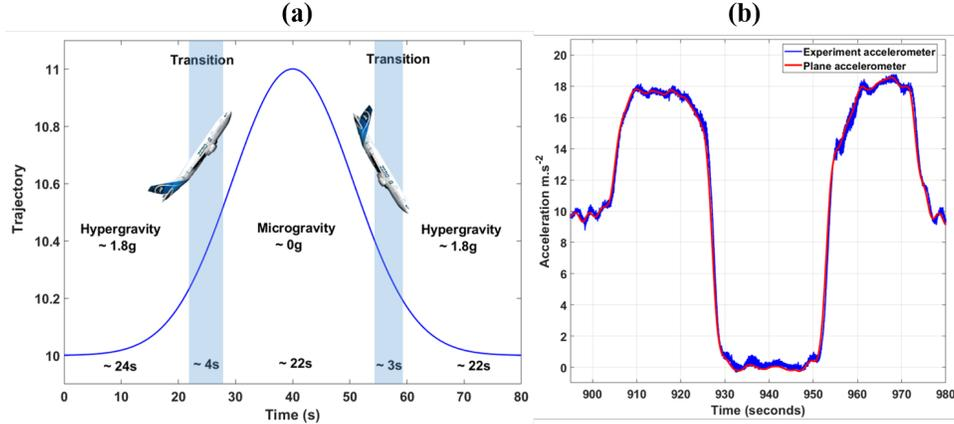 (a)
(b)
11
10.8
10.6
10.4
10.2
10
Trajectory
Transition
Transition
Hypergravity
~ 1.8g
Microgravity
~ 0g
Hypergravity
~ 1.8g
~ 24s
~ 4s
~ 22s
~ 3s
~ 22s
0 10 20 30 40 50 60 70 80
Time (s)
20
18
16
14
12
10
8
6
4
2
0
Acceleration m.s-2
Experiment accelerometer
Plane accelerometer
900 910 920 930 940 950 960 970 980
Time (seconds)